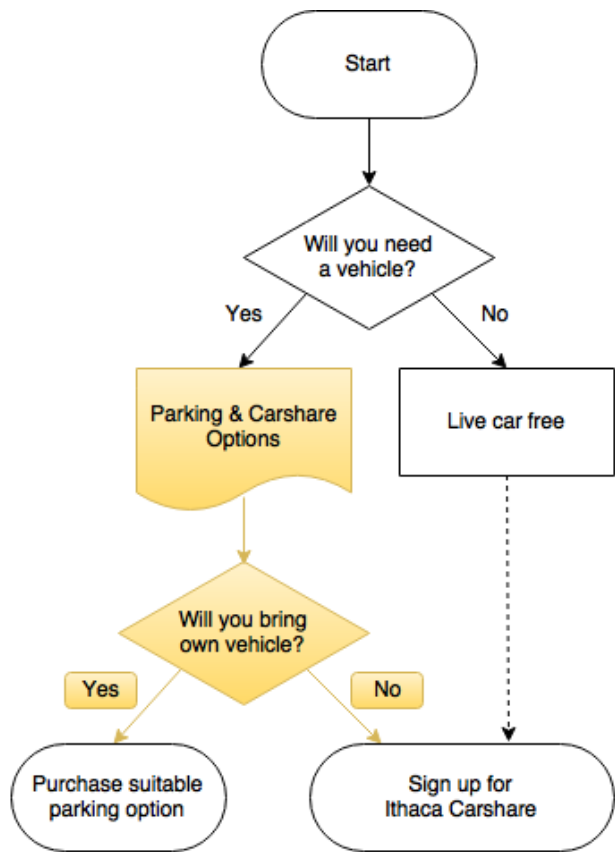 Start
Will you need
a vehicle?
Yes
No
Parking & Carshare
Options
Live car free
Will you bring
own vehicle?
Yes
No
Purchase suitable
parking option
Sign up for
Ithaca Carshare